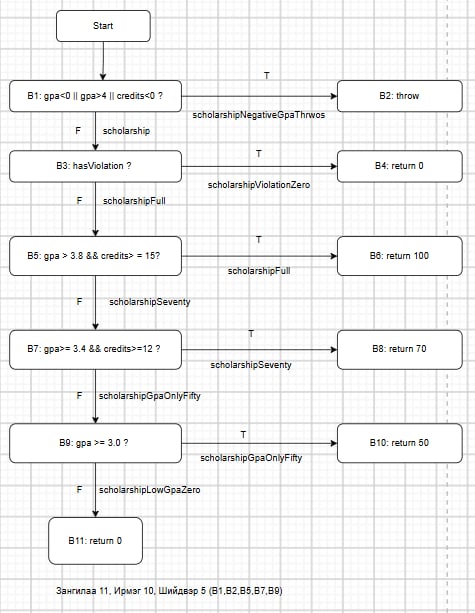 Start
B1: gpa<0 || gpa>4 || credits<0 ?
T
scholarshipNegativeGpaThrwos
B2: throw
F scholarship
B3: hasViolation ?
T
scholarshipViolationZero
B4: return 0
F scholarshipFull
B5: gpa > 3.8 && credits> = 15?
T
scholarshipFull
B6: return 100
F scholarshipSeventy
B7: gpa>= 3.4 && credits>=12 ?
T
scholarshipSeventy
B8: return 70
F scholarshipGpaOnlyFifty
B9: gpa >= 3.0 ?
T
scholarshipGpaOnlyFifty
B10: return 50
F scholarshipLowGpaZero
B11: return 0
Зангилаа 11, Ирмэг 10, Шийдвэр 5 (B1,B2,B5,B7,B9)